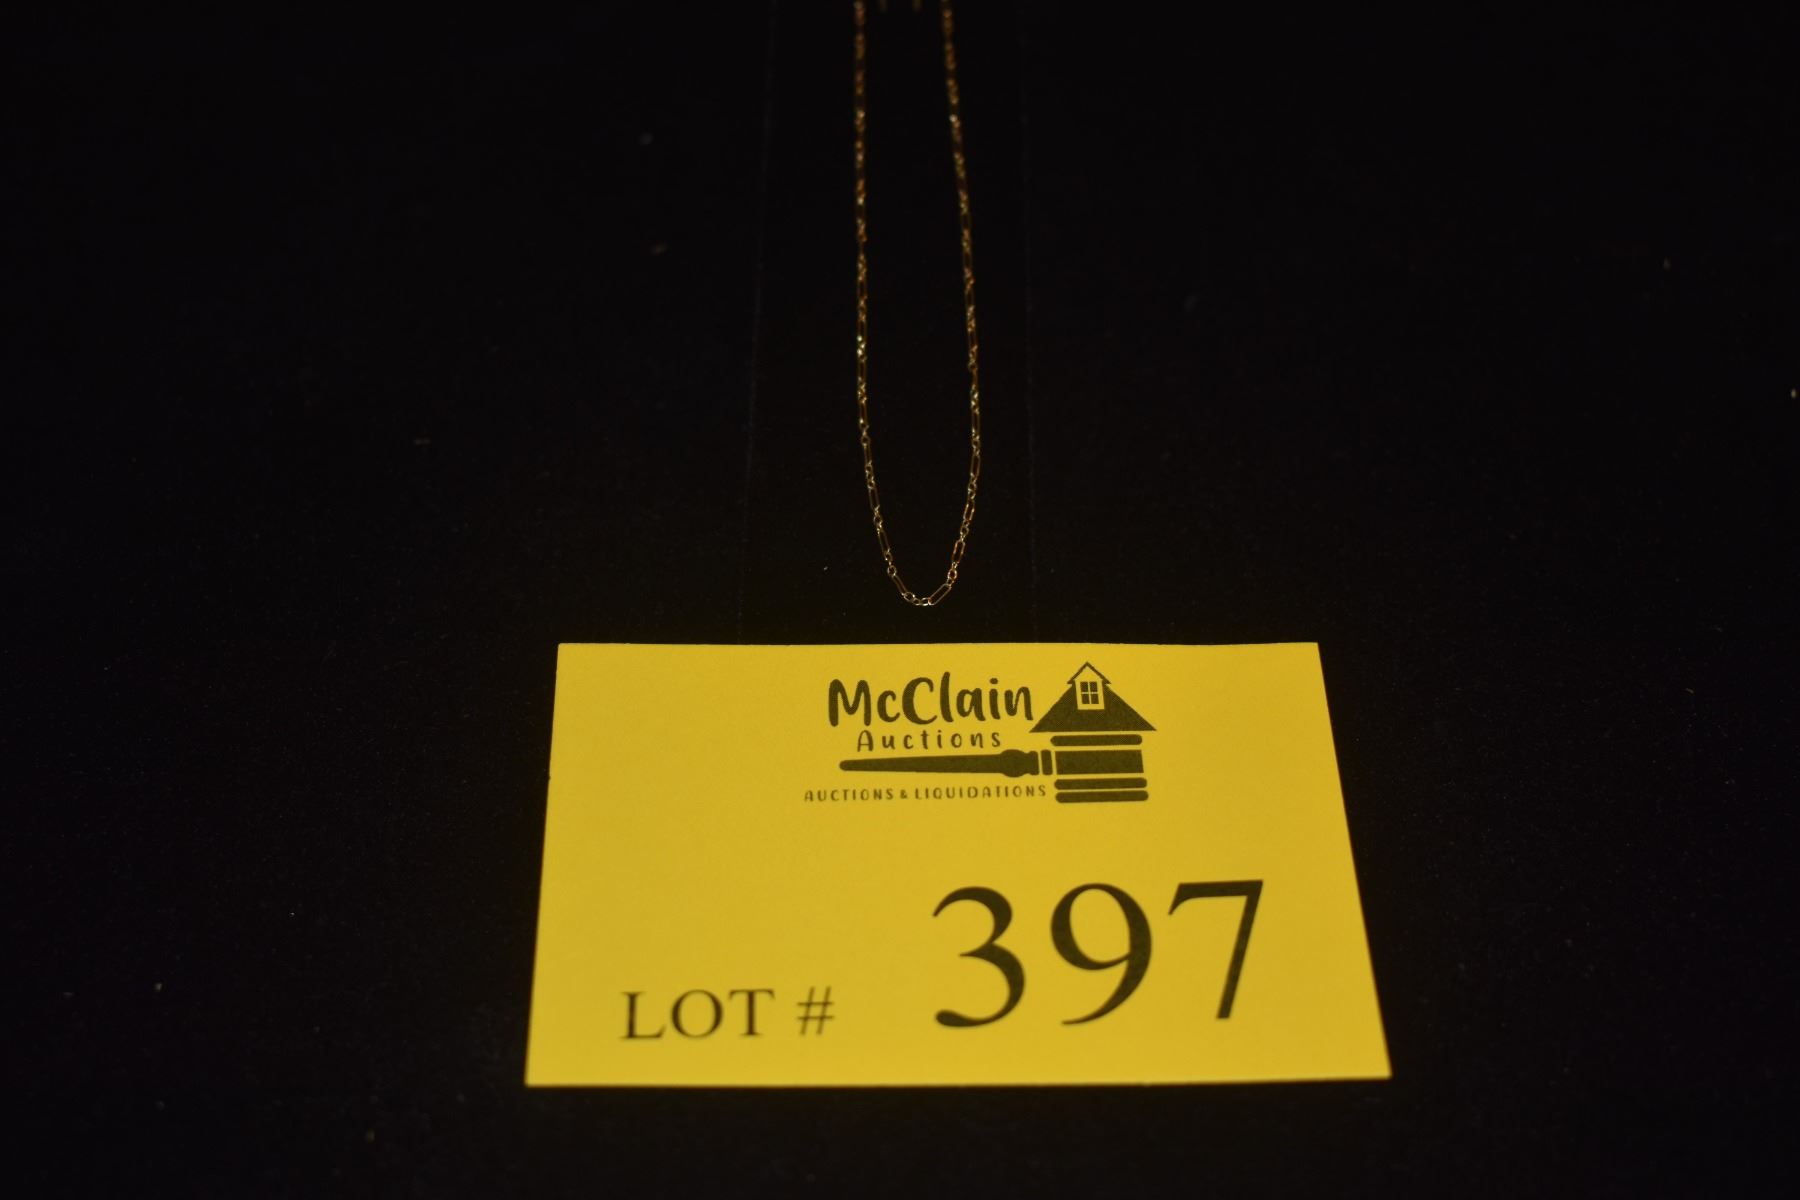 McClain
Auctions
AUCTIONS & LIQUIDATIONS
LOT # 397